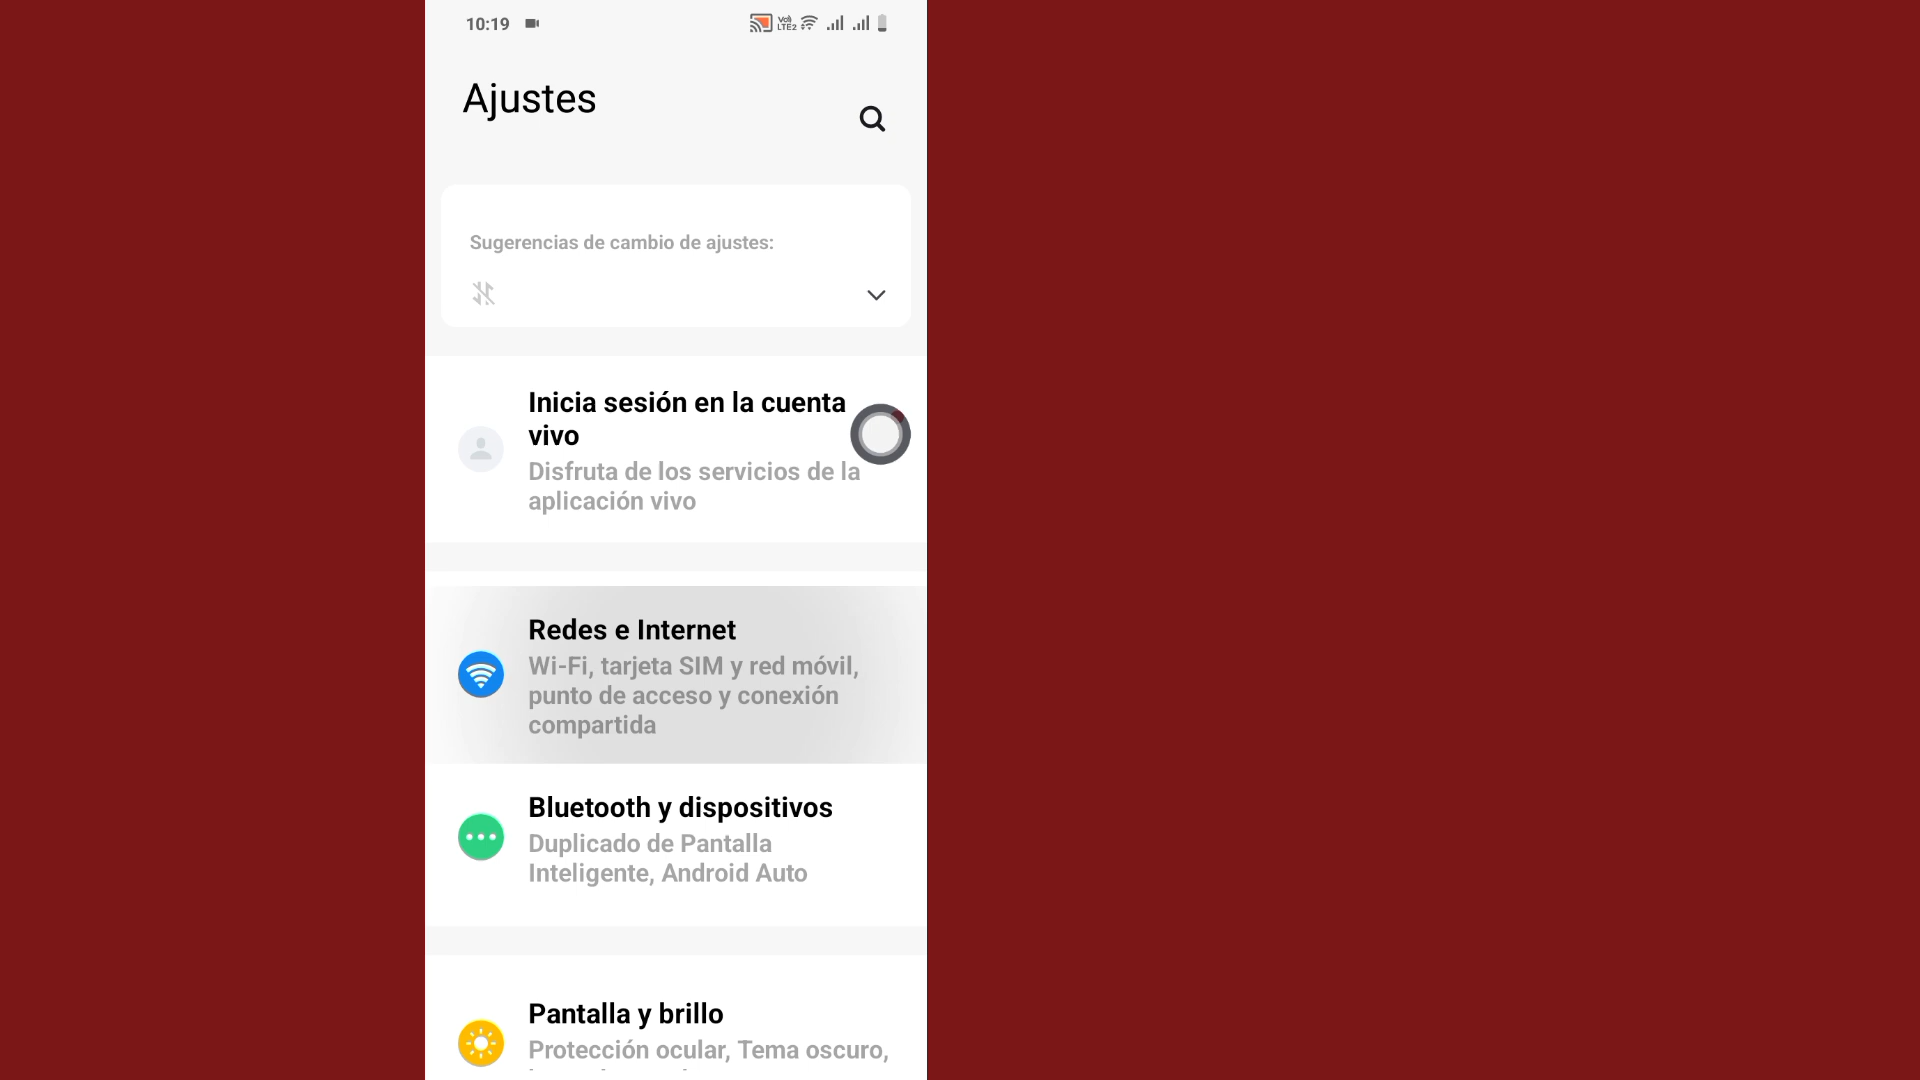 10:19
Vo)) LTE2
Ajustes
Sugerencias de cambio de ajustes:
Inicia sesión en la cuenta
vivo
Disfruta de los servicios de la
aplicación vivo
Redes e Internet
Wi-Fi, tarjeta SIM y red móvil,
punto de acceso y conexión
compartida
Bluetooth y dispositivos
Duplicado de Pantalla
Inteligente, Android Auto
Pantalla y brillo
Protección ocular, Tema oscuro,